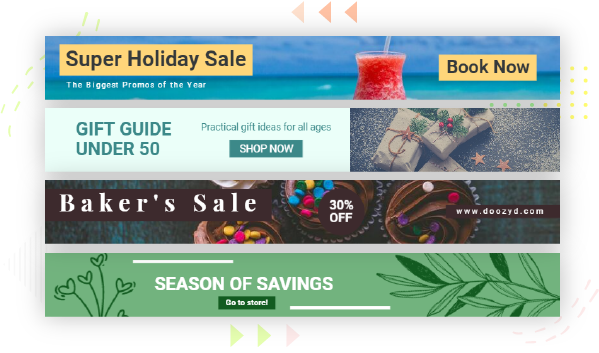 Super Holiday Sale
The Biggest Promos of the Year
Book Now
GIFT GUIDE
UNDER 50
Practical gift ideas for all ages
SHOP NOW
Baker's Sale
30%
OFF
www.doozyd.com
SEASON OF SAVINGS
Go to store!